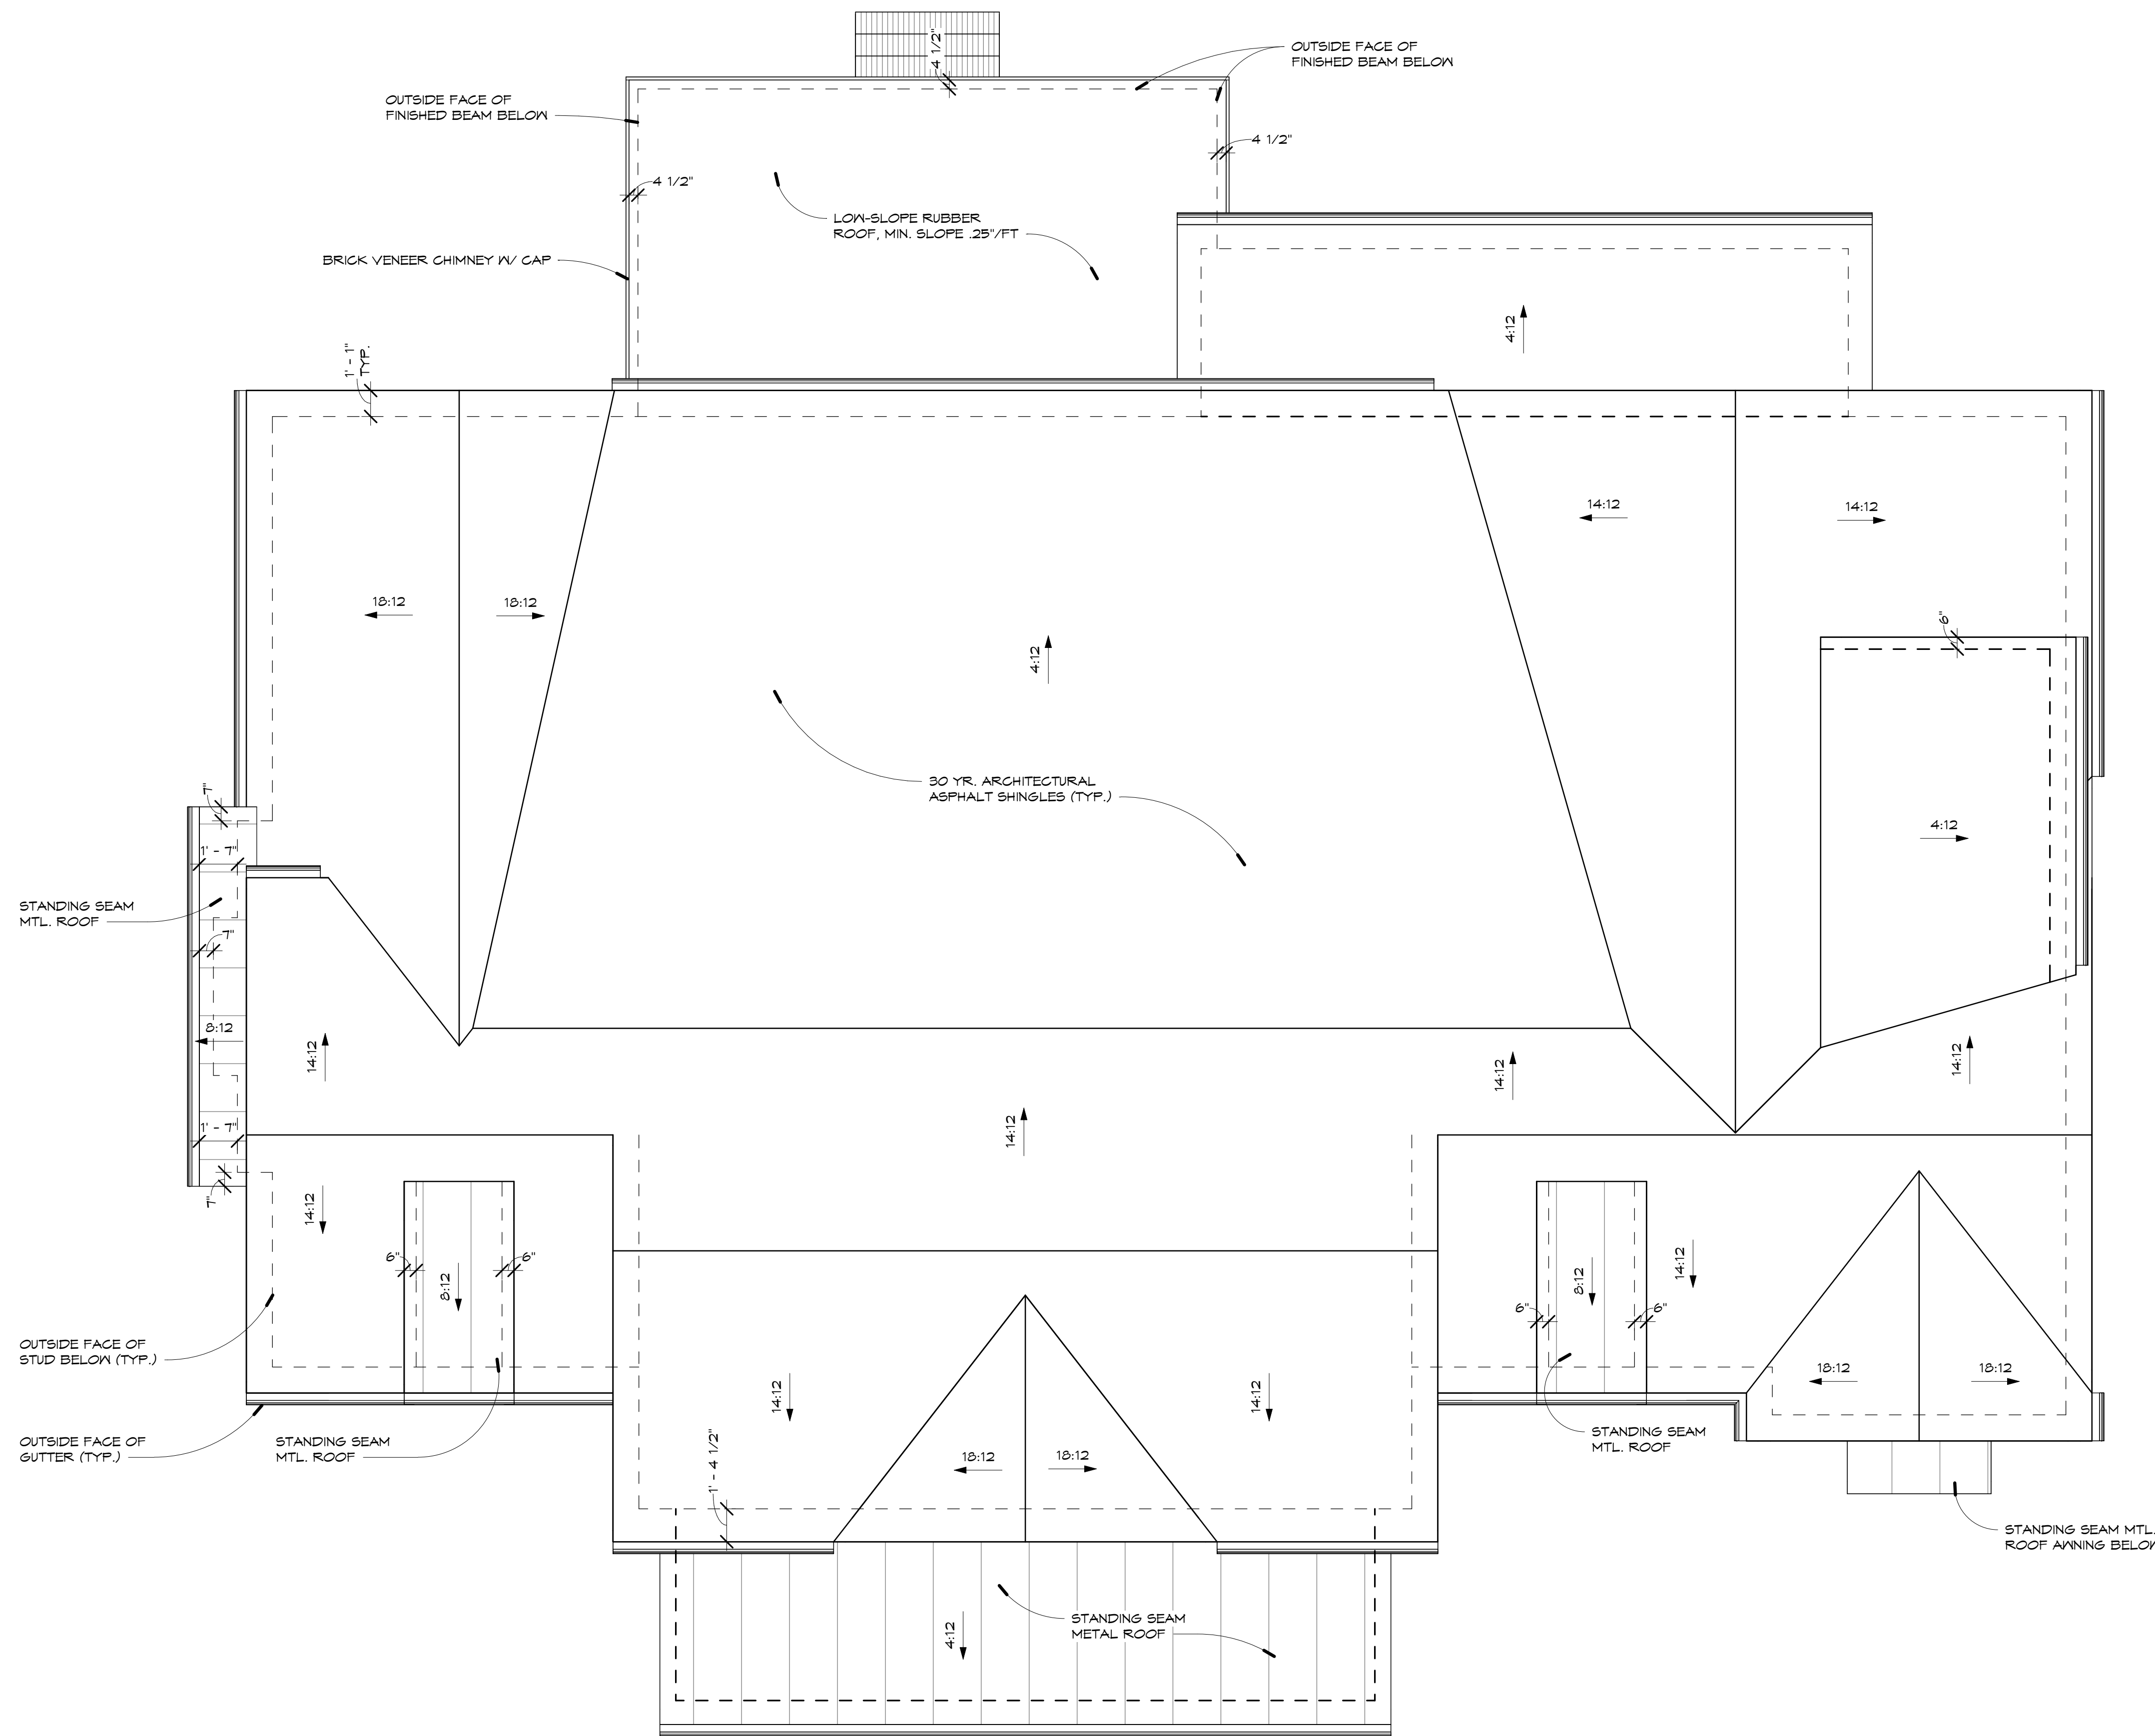 4 1/2"
OUTSIDE FACE OF
FINISHED BEAM BELOW
OUTSIDE FACE OF
FINISHED BEAM BELOW
4 1/2"
4 1/2"
LOW-SLOPE RUBBER
ROOF, MIN. SLOPE .25"/FT
BRICK VENEER CHIMNEY W/ CAP
4:12
1' - 1"
TYP.
14:12
14:12
18:12
18:12
6"
4:12
30 YR. ARCHITECTURAL
ASPHALT SHINGLES (TYP.)
7"
4:12
1' - 7"
STANDING SEAM
MTL. ROOF
7"
8:12
14:12
14:12
14:12
14:12
1' - 7"
7"
14:12
6"
6"
8:12
8:12
14:12
6"
6"
OUTSIDE FACE OF
STUD BELOW (TYP.)
18:12
18:12
14:12
14:12
OUTSIDE FACE OF
GUTTER (TYP.)
STANDING SEAM
MTL. ROOF
1' - 4 1/2"
18:12
18:12
STANDING SEAM
MTL. ROOF
STANDING SEAM MTL.
ROOF AWNING BELOW
STANDING SEAM
METAL ROOF
4:12